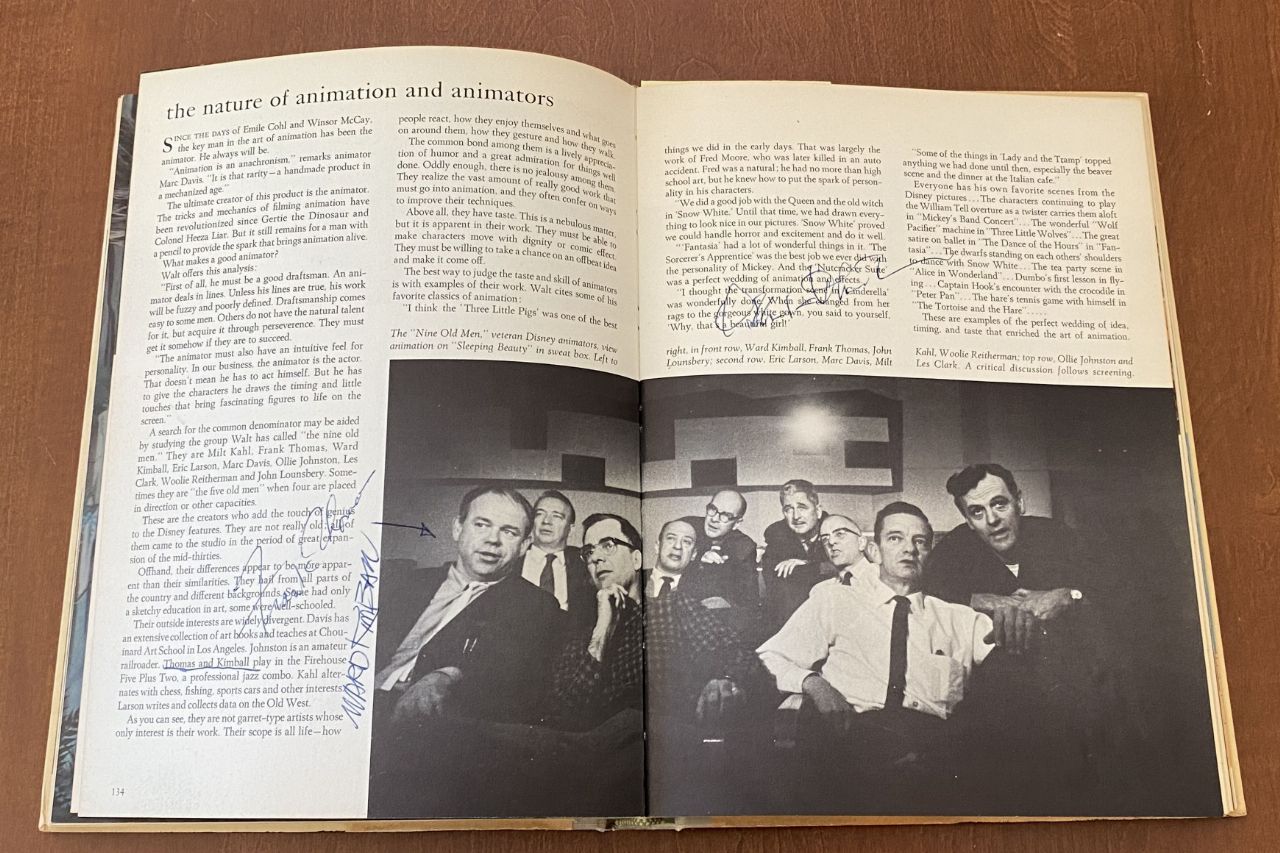 the nature of animation and animators
SINCE THE DAYS of Emile Cohl and Winsor McCay,
the key man in the art of animation has been the
animator. He always will be.
"Animation is an anachronism," remarks animator
Marc Davis. "It is that rarity—a handmade product in
a mechanized age."
The ultimate creator of this product is the animator.
The tricks and mechanics of filming animation have
been revolutionized since Gertie the Dinosaur and
Colonel Heeza Liar. But it still remains for a man with
a pencil to provide the spark that brings animation alive.
What makes a good animator?
Walt offers this analysis:
"First of all, he must be a good draftsman. An ani-
mator deals in lines. Unless his lines are true, his work
will be fuzzy and poorly defined. Draftsmanship comes
easy to some men. Others do not have the natural talent
for it, but acquire it through perseverance. They must
get it somehow if they are to succeed.
"The animator must also have an intuitive feel for
personality. In our business, the animator is the actor.
That doesn't mean he has to act himself. But he has
to give the characters he draws the timing and little
touches that bring fascinating figures to life on the
screen."
A search for the common denominator may be aided
by studying the group Walt has called "the nine old
men." They are Milt Kahl, Frank Thomas, Ward
Kimball, Eric Larson, Marc Davis, Ollie Johnston, Les
Clark, Woolie Reitherman and John Lounsbery. Some-
times they are "the five old men" when four are placed
in direction or other capacities.
These are the creators who add the touch of genius
to the Disney features. They are not really old; all of
them came to the studio in the period of great expan-
sion of the mid-thirties.
Offhand, their differences appear to be more appar-
ent than their similarities. They hail from all parts of
the country and different backgrounds. Some had only
a sketchy education in art, some were well-schooled.
Their outside interests are widely divergent. Davis has
an extensive collection of art books and teaches at Choui-
nard Art School in Los Angeles. Johnston is an amateur
railroader. Thomas and Kimball play in the Firehouse
Five Plus Two, a professional jazz combo. Kahl alter-
nates with chess, fishing, sports cars and other interests.
Larson writes and collects data on the Old West.
As you can see, they are not garret-type artists whose
only interest is their work. Their scope is all life—how
134
people react, how they enjoy themselves and what goes
on around them, how they gesture and how they walk.
The common bond among them is a lively apprecia-
tion of humor and a great admiration for things well
done. Oddly enough, there is no jealousy among them.
They realize the vast amount of really good work that
must go into animation, and they often confer on ways
to improve their techniques.
Above all, they have taste. This is a nebulous matter,
but it is apparent in their work. They must be able to
make characters move with dignity or comic effect.
They must be willing to take a chance on an offbeat idea
and make it come off.
The best way to judge the taste and skill of animators
is with examples of their work. Walt cites some of his
favorite classics of animation:
"I think the 'Three Little Pigs' was one of the best
The "Nine Old Men," veteran Disney animators, view
animation on "Sleeping Beauty" in sweat box. Left to
Frank Thomas
WARD KIMBALL
things we did in the early days. That was largely the
work of Fred Moore, who was later killed in an auto
accident. Fred was a natural; he had no more than high
school art, but he knew how to put the spark of person-
ality in his characters.
"We did a good job with the Queen and the old witch
in 'Snow White.' Until that time, we had drawn every-
thing to look nice in our pictures. 'Snow White' proved
we could handle horror and excitement and do it well.
"'Fantasia' had a lot of wonderful things in it. 'The
Sorcerer's Apprentice' was the best job we ever did with
the personality of Mickey. And the 'Nutcracker Suite'
was a perfect wedding of animation and effects.
"I thought the transformation scene in 'Cinderella'
was wonderfully done. When she changed from her
rags to the gorgeous white gown, you said to yourself,
'Why, that's a beautiful girl!'
right, in front row, Ward Kimball, Frank Thomas, John
Lounsbery; second row, Eric Larson, Marc Davis, Milt
"Some of the things in 'Lady and the Tramp' topped
anything we had done until then, especially the beaver
scene and the dinner at the Italian cafe."
Everyone has his own favorite scenes from the
Disney pictures...The characters continuing to play
the William Tell overture as a twister carries them aloft
in "Mickey's Band Concert"...The wonderful "Wolf
Pacifier" machine in "Three Little Wolves"...The great
satire on ballet in "The Dance of the Hours" in "Fan-
tasia"...The dwarfs standing on each others' shoulders
to dance with Snow White...The tea party scene in
"Alice in Wonderland"...Dumbo's first lesson in fly-
ing...Captain Hook's encounter with the crocodile in
"Peter Pan"...The hare's tennis game with himself in
"The Tortoise and the Hare".....
These are examples of the perfect wedding of idea,
timing, and taste that enriched the art of animation.
Kahl, Woolie Reitherman; top row, Ollie Johnston and
Les Clark. A critical discussion follows screening.